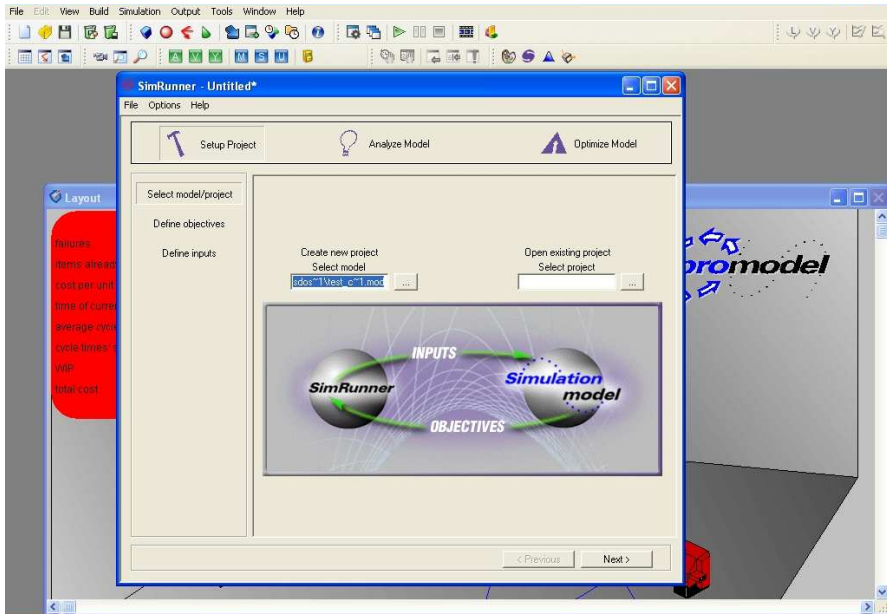 File Edit View Build Simulation Output Tools Window Help
SimRunner - Untitled*
File Options Help
Setup Project
Analyze Model
Optimize Model
Layout
Select model/project
Define objectives
Define inputs
Create new project
Select model
sdos~1\test_c~1.mod
...
Open existing project
Select project
...
failures
items alread
cost per unit
time of curre
average cycl
cycle times' s
WIP
total cost
promodel
INPUTS
SimRunner
Simulation
model
OBJECTIVES
< Previous
Next >